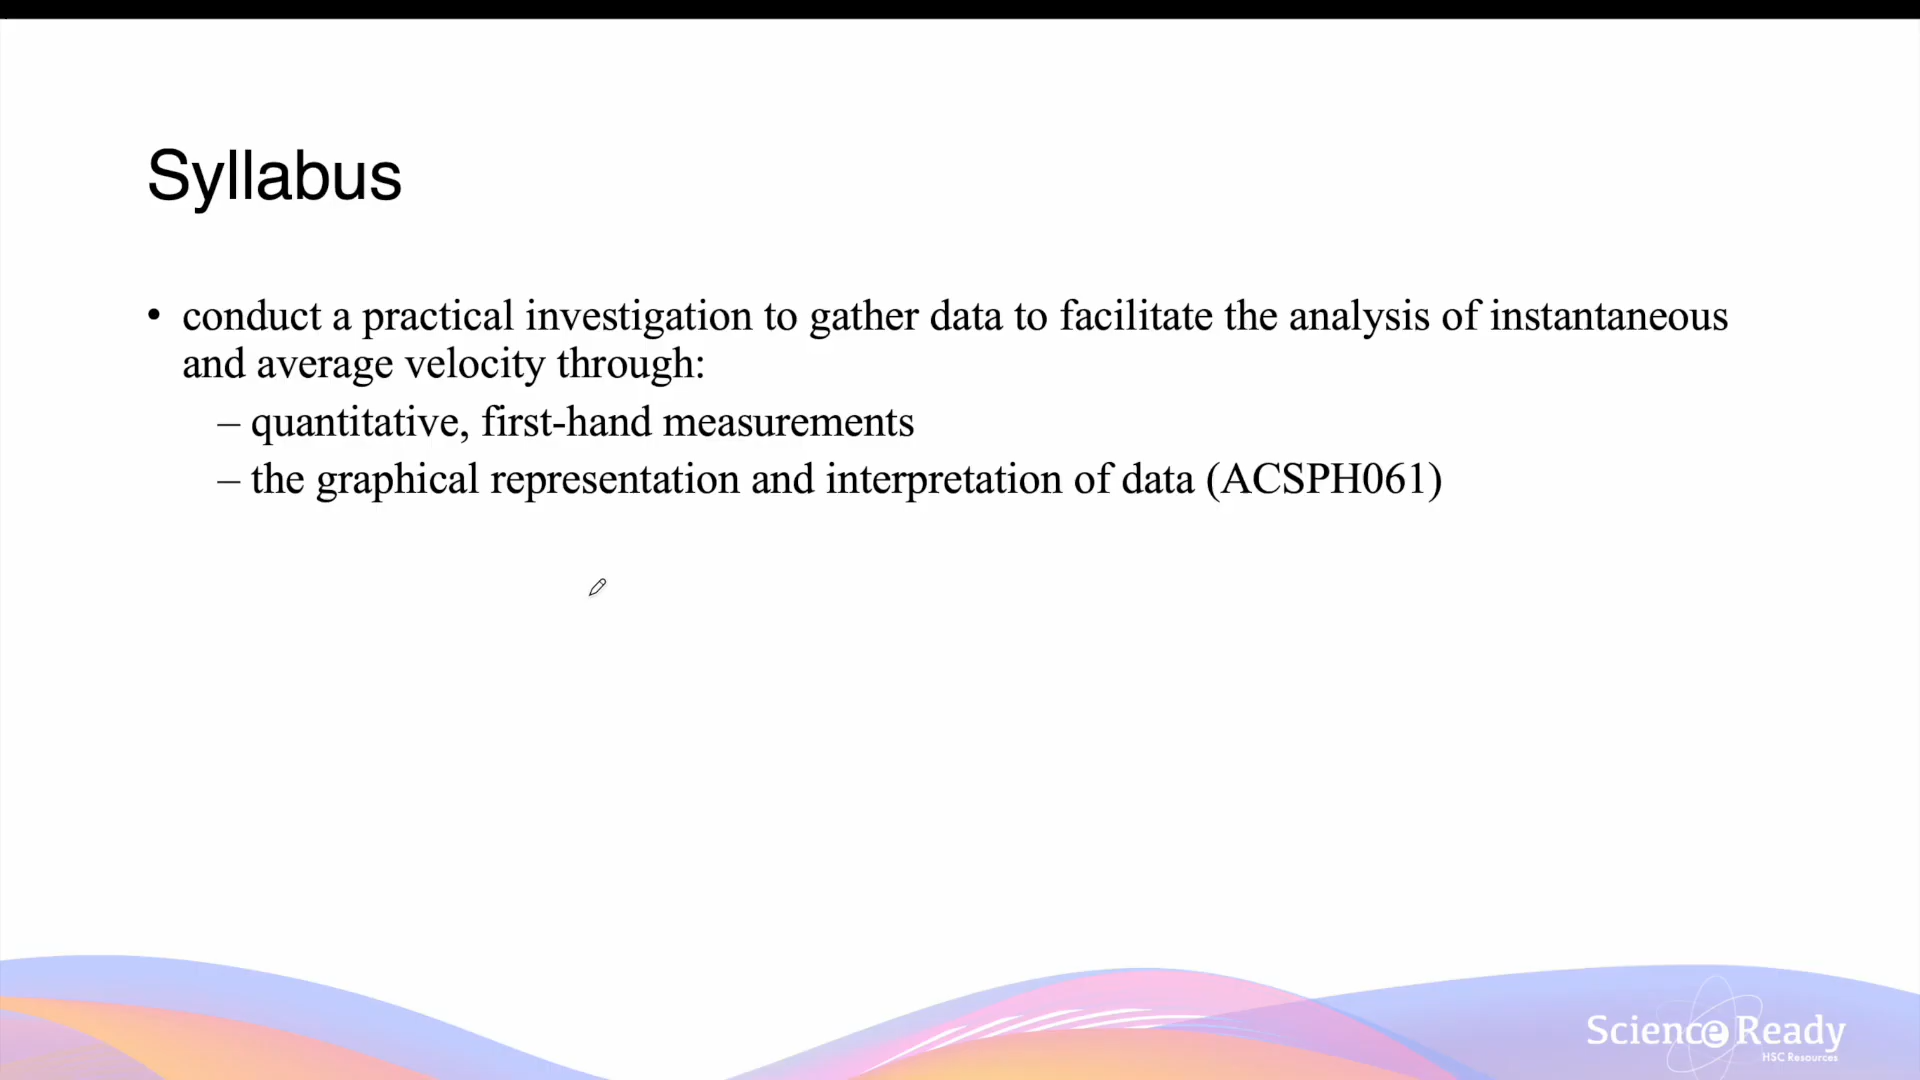 Syllabus
• conduct a practical investigation to gather data to facilitate the analysis of instantaneous
and average velocity through:
– quantitative, first-hand measurements
– the graphical representation and interpretation of data (ACSPH061)
Science Ready
HSC Resources